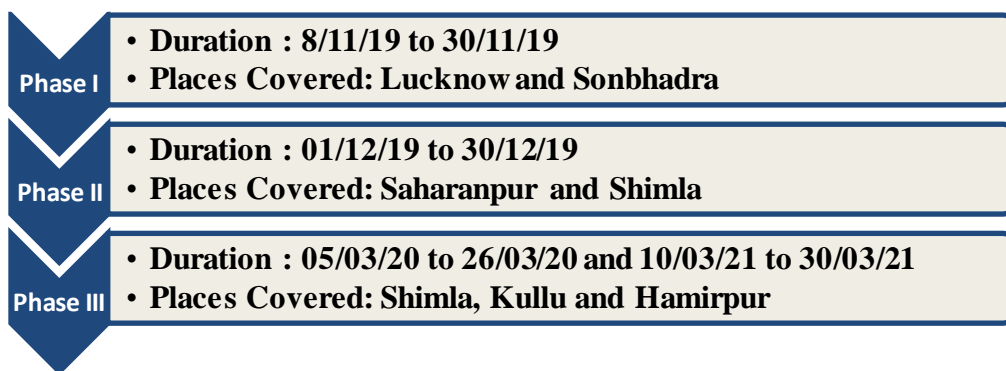 Phase I
• Duration : 8/11/19 to 30/11/19
• Places Covered: Lucknow and Sonbhadra
Phase II
• Duration : 01/12/19 to 30/12/19
• Places Covered: Saharanpur and Shimla
Phase III
• Duration : 05/03/20 to 26/03/20 and 10/03/21 to 30/03/21
• Places Covered: Shimla, Kullu and Hamirpur